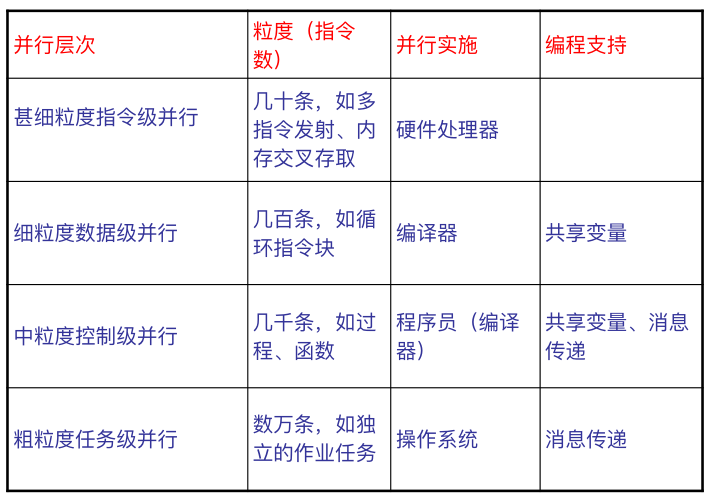 并行层次
粒度（指令
数）
并行实施
编程支持
甚细粒度指令级并行
几十条，如多
指令发射、内
存交叉存取
硬件处理器
细粒度数据级并行
几百条，如循
环指令块
编译器
共享变量
中粒度控制级并行
几千条，如过
程、函数
程序员（编译
器）
共享变量、消息
传递
粗粒度任务级并行
数万条，如独
立的作业任务
操作系统
消息传递